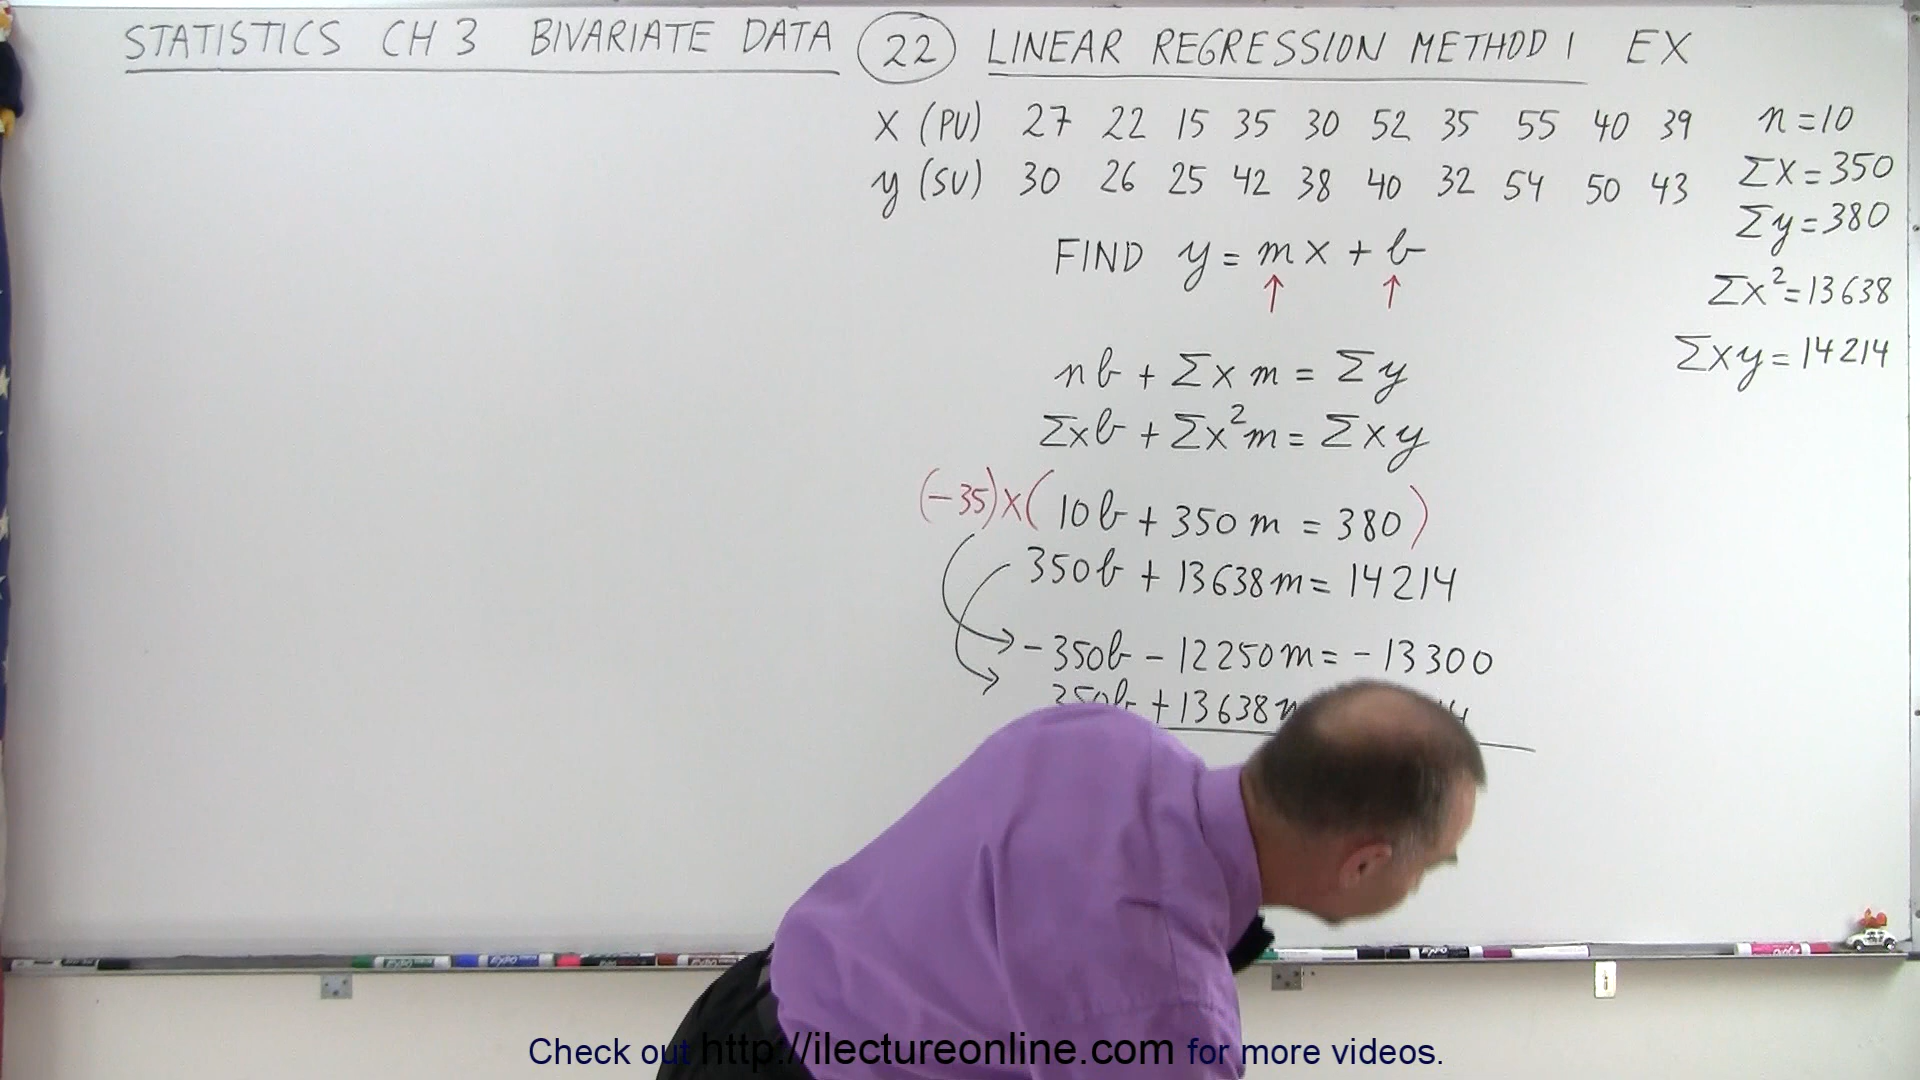 STATISTICS CH 3 BIVARIATE DATA 22 LINEAR REGRESSION METHOD 1 EX
X (PV) 27 22 15 35 30 52 35 55 40 39
y (SV) 30 26 25 42 38 40 32 54 50 43
n = 10
Σx = 350
Σy = 380
Σx² = 13638
Σxy = 14214
FIND y = mx + b
↑ ↑
nb + Σx m = Σy
Σxb + Σx²m = Σxy
(-35)x( 10b + 350m = 380 )
350b + 13638m = 14214
-350b - 12250m = -13300
350b + 13638m
Check out http://ilectureonline.com for more videos.